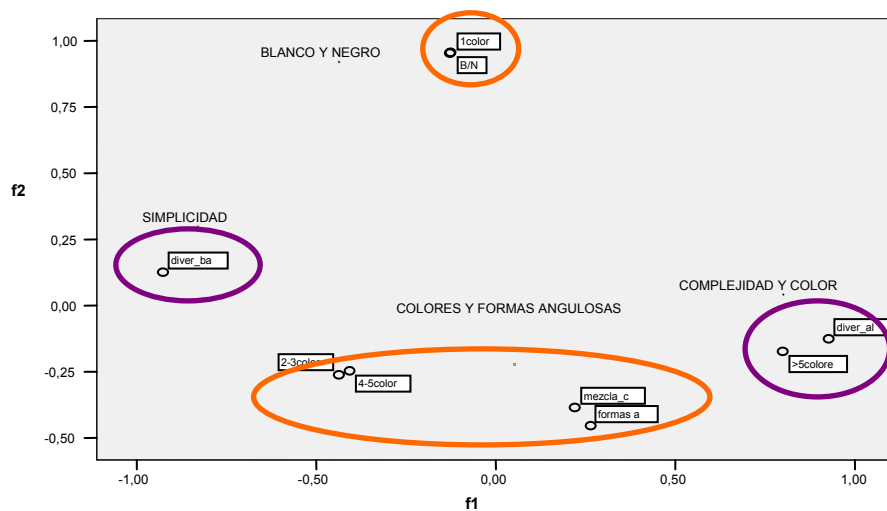 1,00
1color
BLANCO Y NEGRO
B/N
0,75
0,50
f2
SIMPLICIDAD
0,25
diver_ba
COMPLEJIDAD Y COLOR
0,00
COLORES Y FORMAS ANGULOSAS
diver_al
2-3color
>5colore
-0,25
4-5color
mezcla_c
formas a
-0,50
-1,00 -0,50 0,00 0,50 1,00
f1